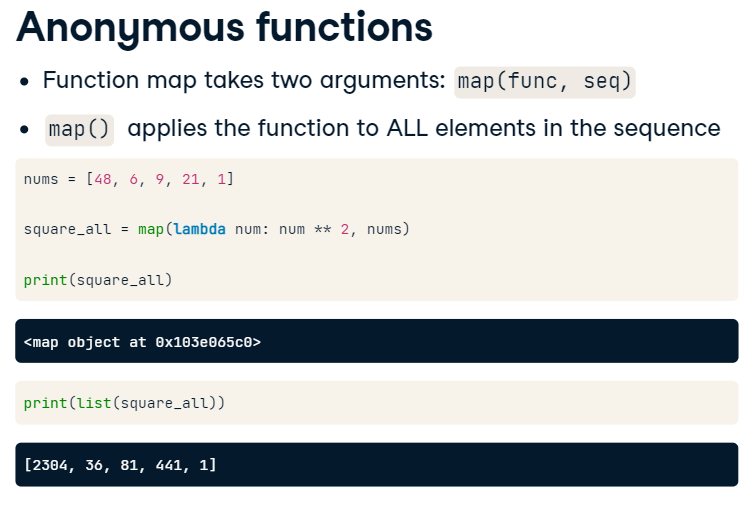 Anonymous functions
• Function map takes two arguments: map(func, seq)
• map() applies the function to ALL elements in the sequence
nums = [48, 6, 9, 21, 1]
square_all = map(lambda num: num ** 2, nums)
print(square_all)
<map object at 0x103e065c0>
print(list(square_all))
[2304, 36, 81, 441, 1]